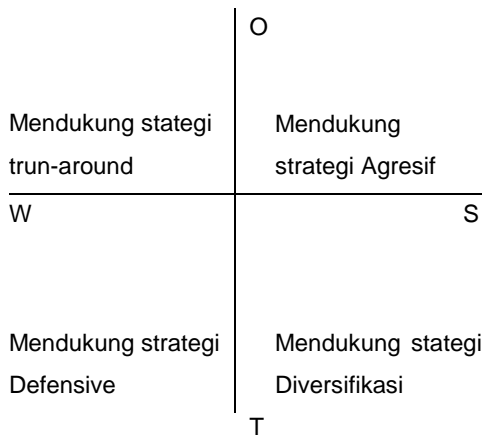 O
Mendukung stategi
trun-around
Mendukung
strategi Agresif
W
S
Mendukung strategi
Defensive
Mendukung stategi
Diversifikasi
T